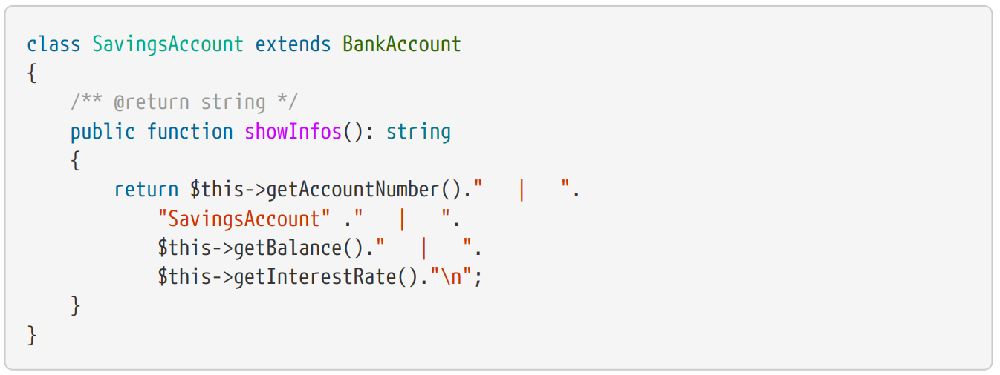 class SavingsAccount extends BankAccount
{
    /** @return string */
    public function showInfos(): string
    {
        return $this->getAccountNumber()."   |   ".
            "SavingsAccount" ."   |   ".
            $this->getBalance()."   |   ".
            $this->getInterestRate()."\n";
    }
}